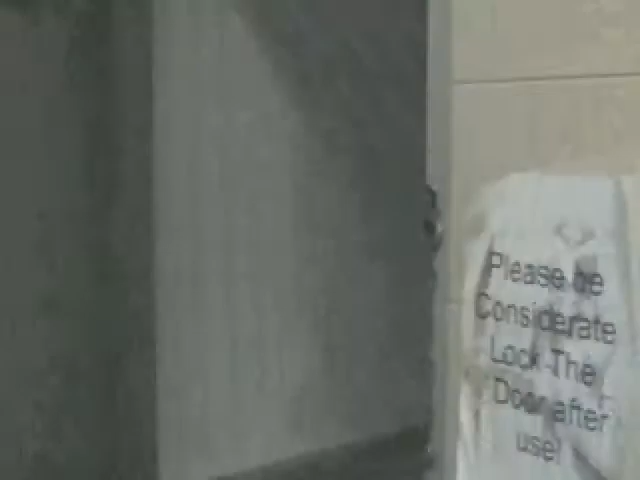 Please be
Considerate
Lock The
Door after
use!